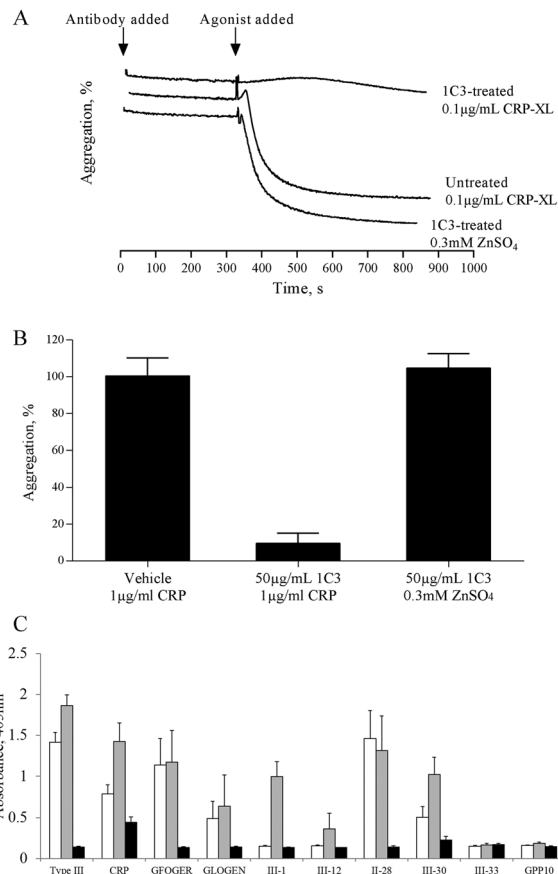 A
Antibody added
Agonist added
Aggregation, %
1C3-treated
0.1µg/mL CRP-XL
Untreated
0.1µg/mL CRP-XL
1C3-treated
0.3mM ZnSO4
0 100 200 300 400 500 600 700 800 900 1000
Time, s
B
Aggregation, %
120
100
80
60
40
20
0
Vehicle
1µg/ml CRP
50µg/mL 1C3
1µg/ml CRP
50µg/mL 1C3
0.3mM ZnSO4
C
Absorbance,
2.5
2
1.5
1
0.5
0
Type III CRP GFOGER GLOGEN III-1 III-12 II-28 III-30 III-33 GPP10